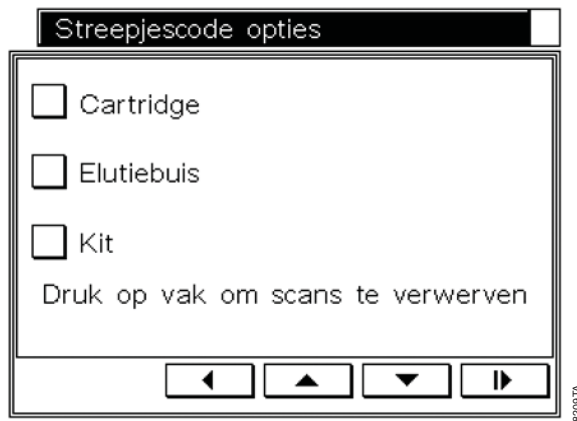 Streepjescode opties
Cartridge
Elutiebuis
Kit
Druk op vak om scans te verwerven